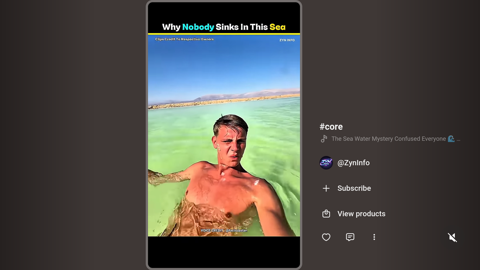 Why Nobody Sinks In This Sea
#core
The Sea Water Mystery Confused Everyone
@ZynInfo
Subscribe
View products